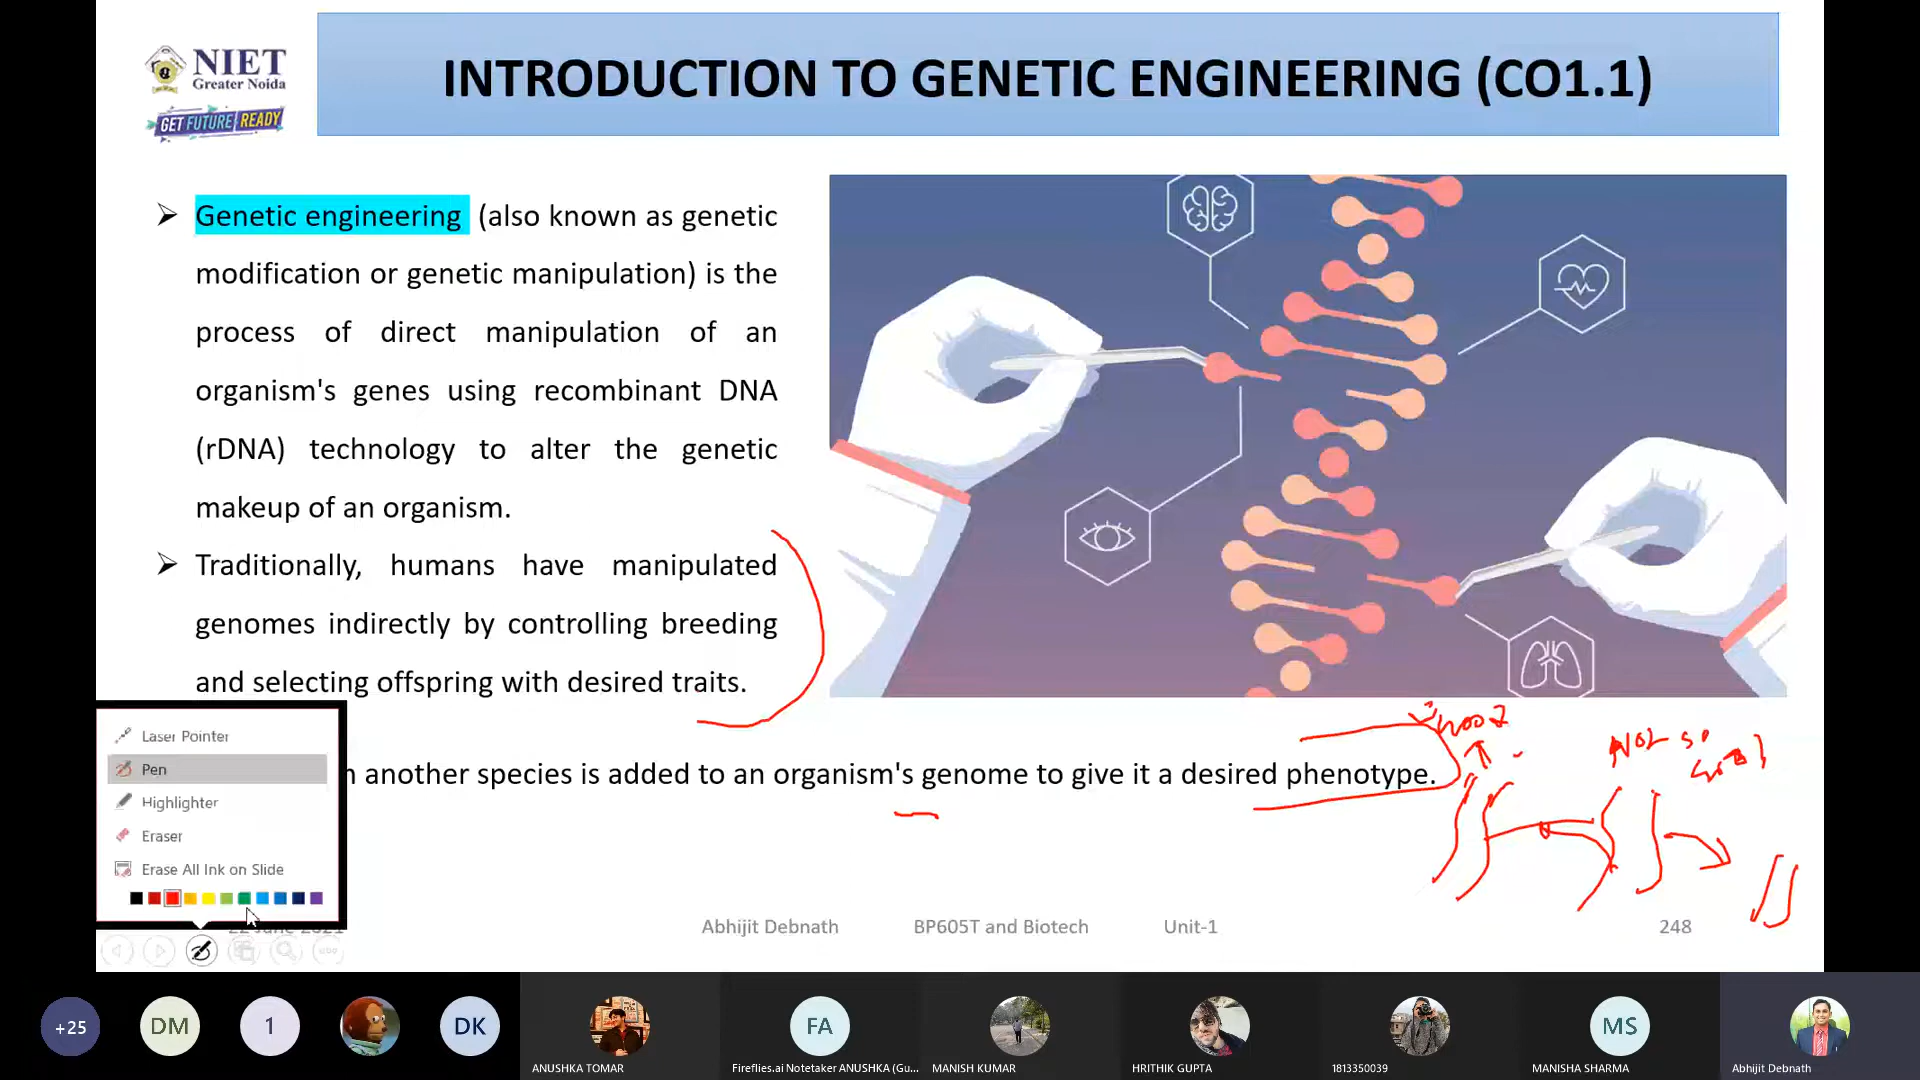 NIET
Greater Noida
GET FUTURE READY
INTRODUCTION TO GENETIC ENGINEERING (CO1.1)
Genetic engineering (also known as genetic
modification or genetic manipulation) is the
process of direct manipulation of an
organism's genes using recombinant DNA
(rDNA) technology to alter the genetic
makeup of an organism.
Traditionally, humans have manipulated
genomes indirectly by controlling breeding
and selecting offspring with desired traits.
another species is added to an organism's genome to give it a desired phenotype.
Not so
Laser Pointer
Pen
Highlighter
Eraser
Erase All Ink on Slide
Abhijit Debnath
BP605T and Biotech
Unit-1
248
+25
DM
1
DK
FA
MS
ANUSHKA TOMAR
Fireflies.ai Notetaker ANUSHKA (Gu...
MANISH KUMAR
HRITHIK GUPTA
1813350039
MANISHA SHARMA
Abhijit Debnath